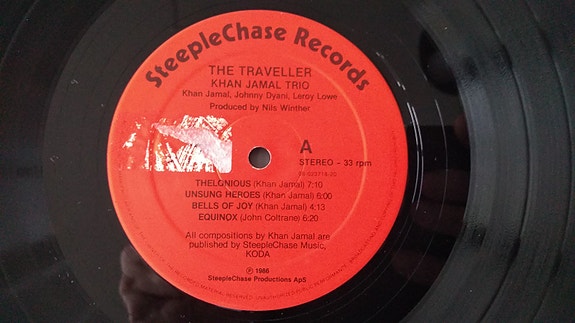 SteepleChase Records
THE TRAVELLER
KHAN JAMAL TRIO
Khan Jamal, Johnny Dyani, Leroy Lowe
Produced by Nils Winther
A
STEREO - 33 rpm
THELONIOUS (Khan Jamal) 7:10
UNSUNG HEROES (Khan Jamal) 6:00
BELLS OF JOY (Khan Jamal) 4:13
EQUINOX (John Coltrane) 6:20
All compositions by Khan Jamal are
published by SteepleChase Music,
KODA
℗ 1986
SteepleChase Productions ApS